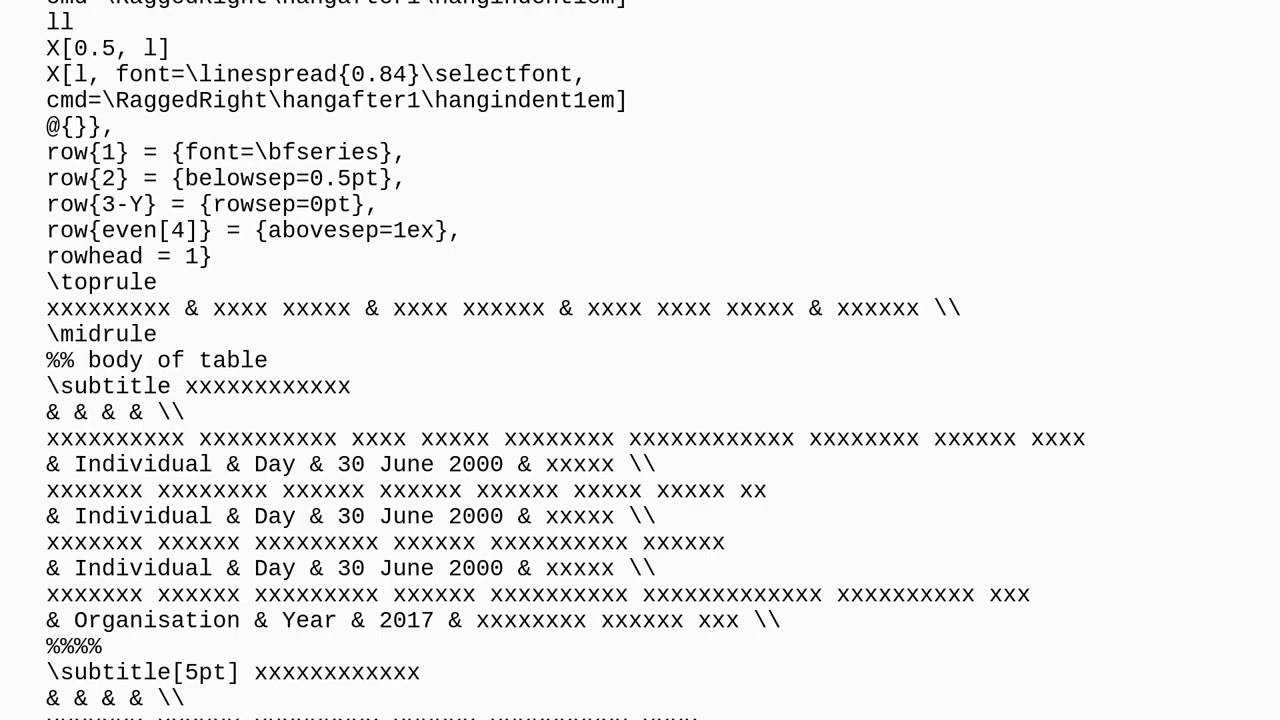 cmd=\RaggedRight\hangafter1\hangindent1em]
ll
X[0.5, l]
X[l, font=\linespread{0.84}\selectfont,
cmd=\RaggedRight\hangafter1\hangindent1em]
@{}},
row{1} = {font=\bfseries},
row{2} = {belowsep=0.5pt},
row{3-Y} = {rowsep=0pt},
row{even[4]} = {abovesep=1ex},
rowhead = 1}
\toprule
xxxxxxxxx & xxxx xxxxx & xxxx xxxxxx & xxxx xxxx xxxxx & xxxxxx \\
\midrule
%% body of table
\subtitle xxxxxxxxxxxx
& & & & \\
xxxxxxxxxx xxxxxxxxxx xxxx xxxxx xxxxxxxx xxxxxxxxxxxx xxxxxxxx xxxxxx xxxx
& Individual & Day & 30 June 2000 & xxxxx \\
xxxxxxx xxxxxxxx xxxxxx xxxxxx xxxxxx xxxxx xxxxx xx
& Individual & Day & 30 June 2000 & xxxxx \\
xxxxxxx xxxxxx xxxxxxxxx xxxxxx xxxxxxxxxx xxxxxx
& Individual & Day & 30 June 2000 & xxxxx \\
xxxxxxx xxxxxx xxxxxxxxx xxxxxx xxxxxxxxxx xxxxxxxxxxxxx xxxxxxxxxx xxx
& Organisation & Year & 2017 & xxxxxxxx xxxxxx xxx \\
%%%%
\subtitle[5pt] xxxxxxxxxxxx
& & & & \\